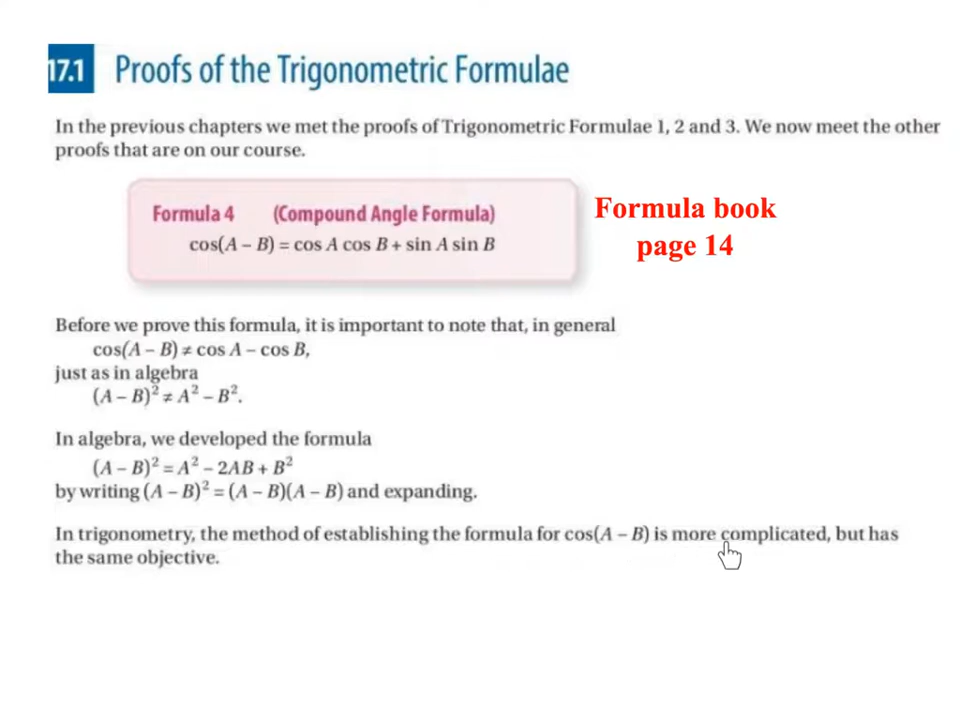 17.1 Proofs of the Trigonometric Formulae
In the previous chapters we met the proofs of Trigonometric Formulae 1, 2 and 3. We now meet the other
proofs that are on our course.
Formula 4 (Compound Angle Formula)
cos(A – B) = cos A cos B + sin A sin B
Formula book
page 14
Before we prove this formula, it is important to note that, in general
cos(A – B) ≠ cos A – cos B,
just as in algebra
(A – B)² ≠ A² – B².
In algebra, we developed the formula
(A – B)² = A² – 2AB + B²
by writing (A – B)² = (A – B)(A – B) and expanding.
In trigonometry, the method of establishing the formula for cos(A – B) is more complicated, but has
the same objective.